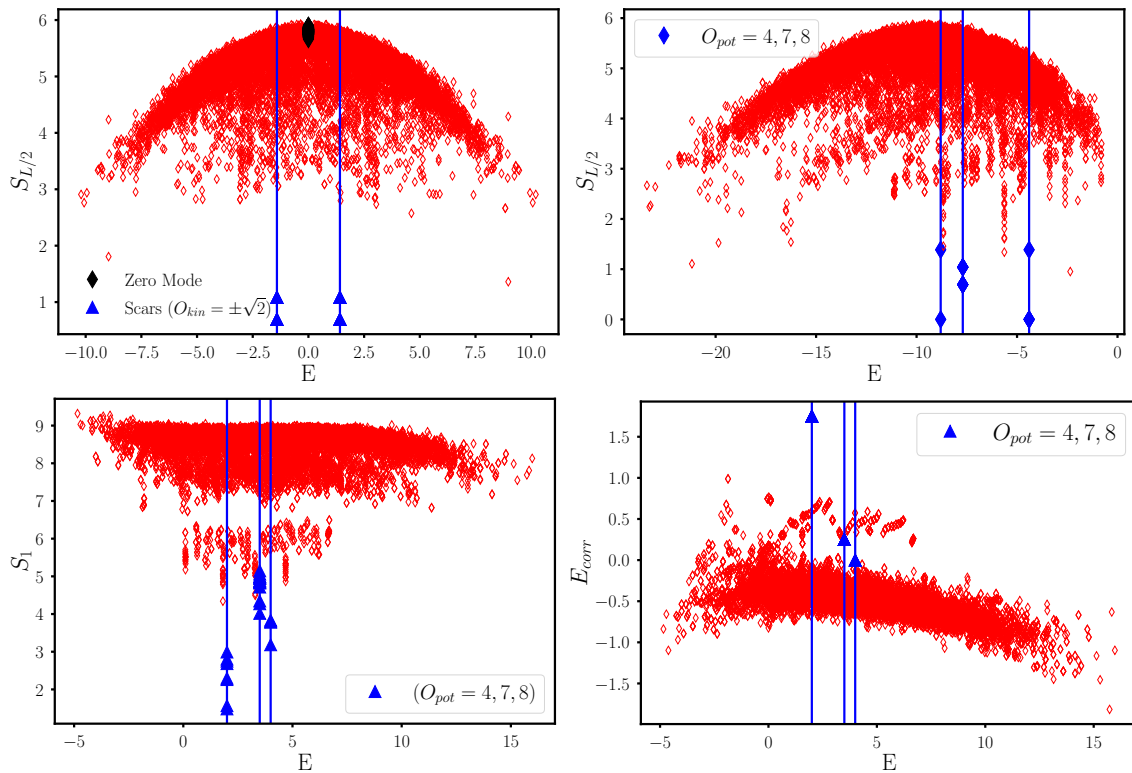 6
5
4
3
2
1
S_{L/2}
Zero Mode
Scars (O_{kin} = ±√2)
−10.0 −7.5 −5.0 −2.5 0.0 2.5 5.0 7.5 10.0
E
6
5
4
3
2
1
0
S_{L/2}
O_{pot} = 4, 7, 8
−20 −15 −10 −5 0
E
9
8
7
6
5
4
3
2
S_1
(O_{pot} = 4, 7, 8)
−5 0 5 10 15
E
1.5
1.0
0.5
0.0
−0.5
−1.0
−1.5
E_{corr}
O_{pot} = 4, 7, 8
−5 0 5 10 15
E